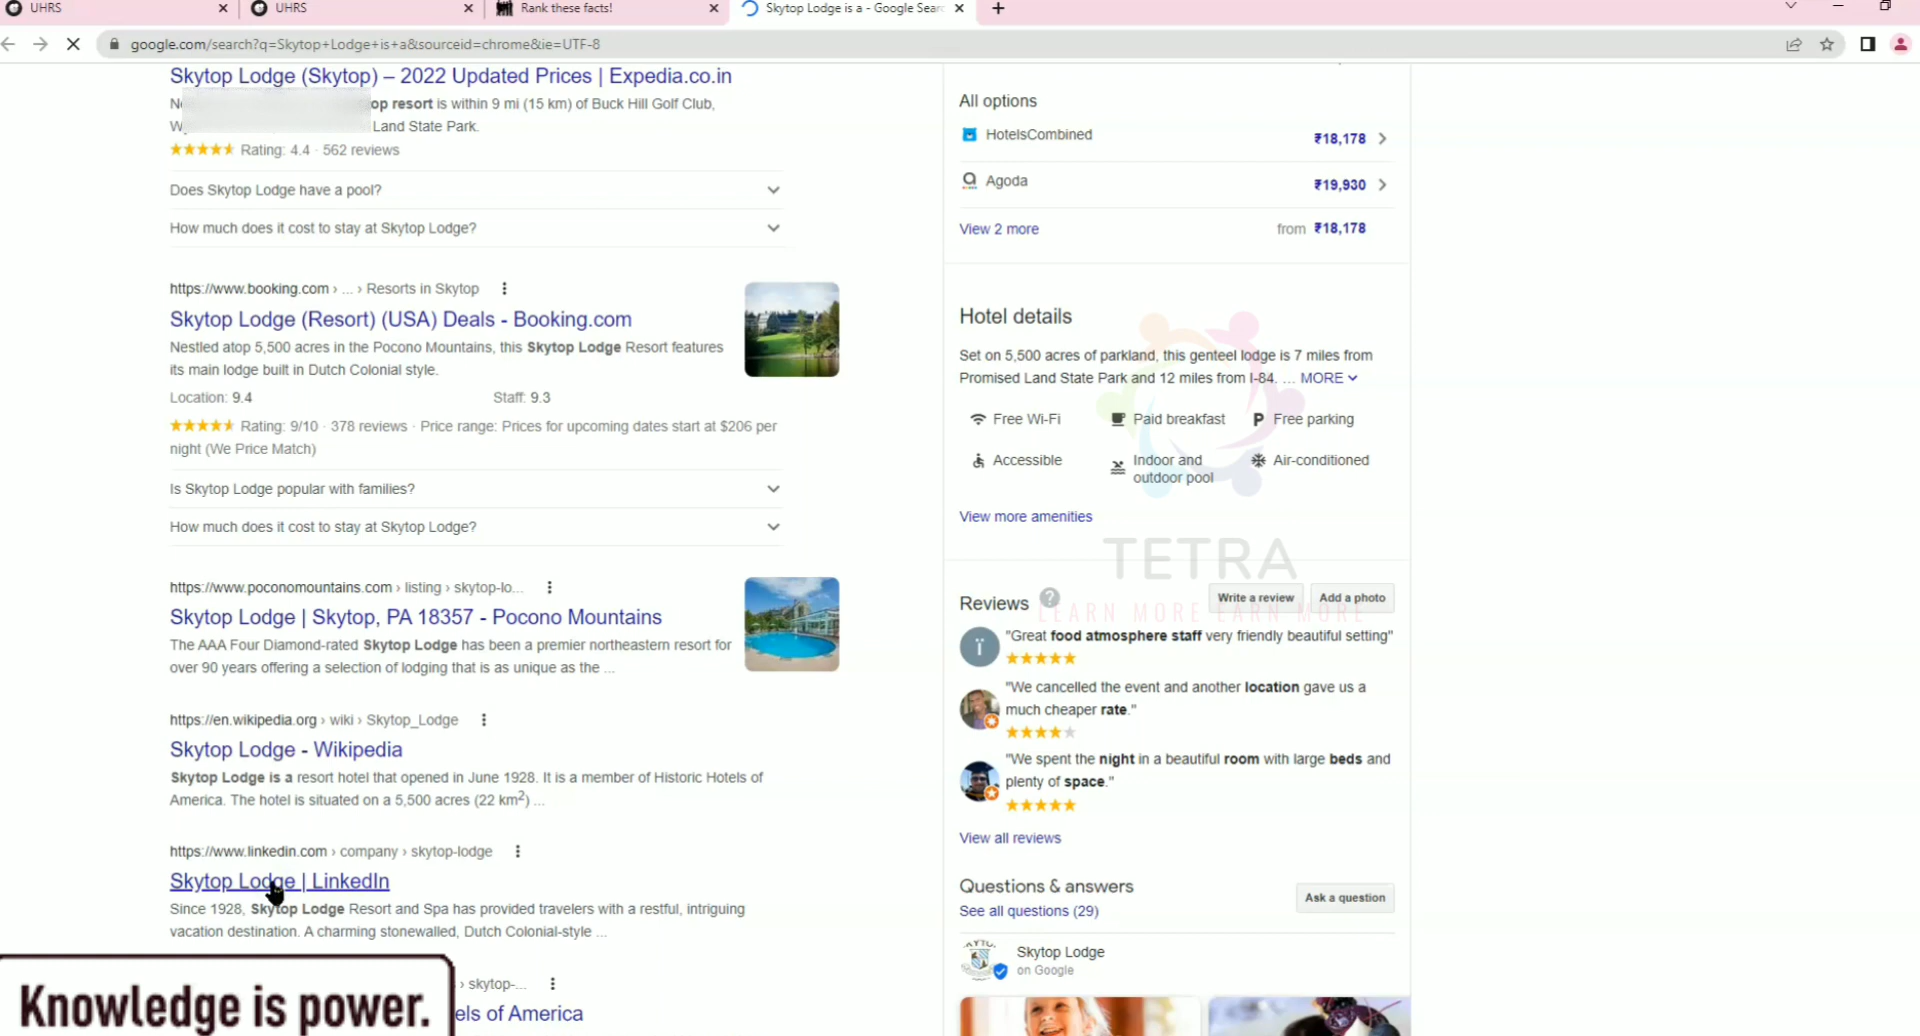 UHRS
UHRS
Rank these facts!
Skytop Lodge is a - Google Sear
google.com/search?q=Skytop+Lodge+is+a&sourceid=chrome&ie=UTF-8
Skytop Lodge (Skytop) – 2022 Updated Prices | Expedia.co.in
op resort is within 9 mi (15 km) of Buck Hill Golf Club,
Land State Park.
Rating: 4.4 · 562 reviews
Does Skytop Lodge have a pool?
How much does it cost to stay at Skytop Lodge?
https://www.booking.com › ... › Resorts in Skytop
Skytop Lodge (Resort) (USA) Deals - Booking.com
Nestled atop 5,500 acres in the Pocono Mountains, this Skytop Lodge Resort features
its main lodge built in Dutch Colonial style.
Location: 9.4 Staff: 9.3
Rating: 9/10 · 378 reviews · Price range: Prices for upcoming dates start at $206 per
night (We Price Match)
Is Skytop Lodge popular with families?
How much does it cost to stay at Skytop Lodge?
https://www.poconomountains.com › listing › skytop-lo...
Skytop Lodge | Skytop, PA 18357 - Pocono Mountains
The AAA Four Diamond-rated Skytop Lodge has been a premier northeastern resort for
over 90 years offering a selection of lodging that is as unique as the ...
https://en.wikipedia.org › wiki › Skytop_Lodge
Skytop Lodge - Wikipedia
Skytop Lodge is a resort hotel that opened in June 1928. It is a member of Historic Hotels of
America. The hotel is situated on a 5,500 acres (22 km2) ...
https://www.linkedin.com › company › skytop-lodge
Skytop Lodge | LinkedIn
Since 1928, Skytop Lodge Resort and Spa has provided travelers with a restful, intriguing
vacation destination. A charming stonewalled, Dutch Colonial-style ...
› skytop-...
els of America
Knowledge is power.
All options
HotelsCombined ₹18,178
Agoda ₹19,930
View 2 more from ₹18,178
Hotel details
Set on 5,500 acres of parkland, this genteel lodge is 7 miles from
Promised Land State Park and 12 miles from I-84. ... MORE
Free Wi-Fi Paid breakfast Free parking
Accessible Indoor and outdoor pool Air-conditioned
View more amenities
TETRA
LEARN MORE EARN MORE
Reviews Write a review Add a photo
"Great food atmosphere staff very friendly beautiful setting"
"We cancelled the event and another location gave us a
much cheaper rate."
"We spent the night in a beautiful room with large beds and
plenty of space."
View all reviews
Questions & answers
See all questions (29)
Ask a question
Skytop Lodge
on Google